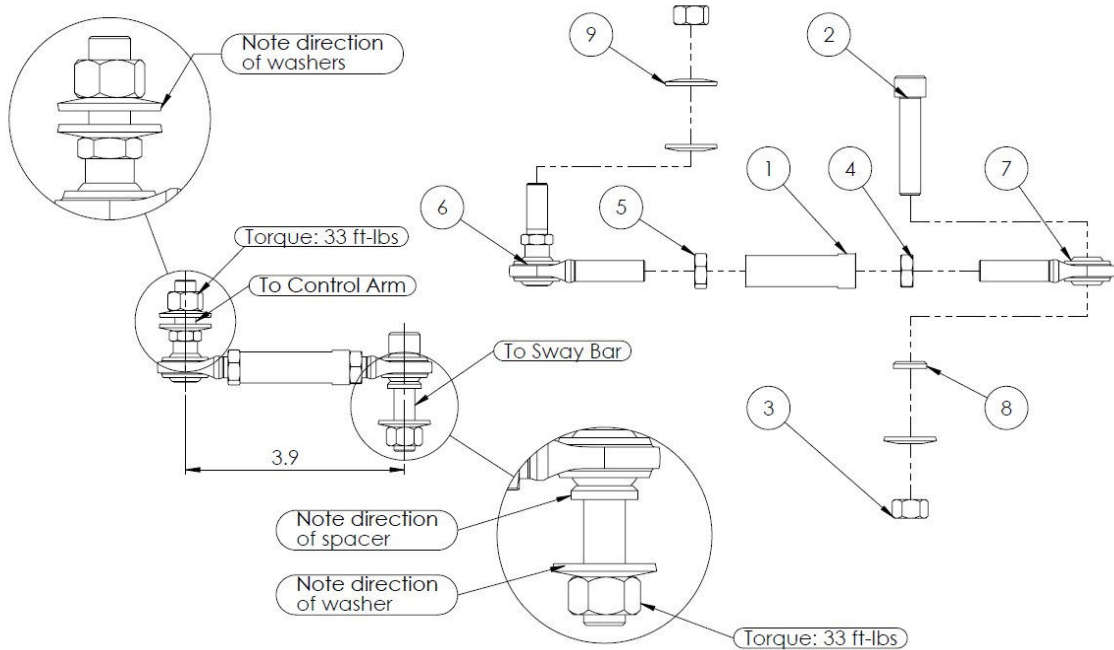 Note direction
of washers
9
2
6
5
1
4
7
Torque: 33 ft-lbs
To Control Arm
To Sway Bar
3
8
3.9
Note direction
of spacer
Note direction
of washer
Torque: 33 ft-lbs